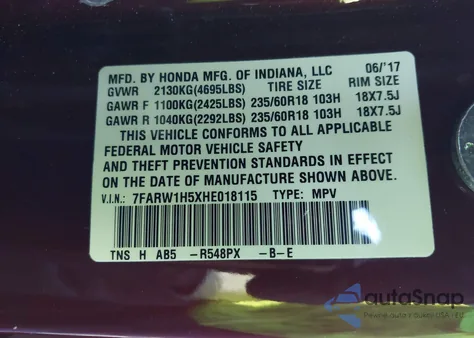 MFD. BY HONDA MFG. OF INDIANA, LLC 06/'17
GVWR 2130KG(4695LBS) TIRE SIZE RIM SIZE
GAWR F 1100KG(2425LBS) 235/60R18 103H 18X7.5J
GAWR R 1040KG(2292LBS) 235/60R18 103H 18X7.5J
THIS VEHICLE CONFORMS TO ALL APPLICABLE
FEDERAL MOTOR VEHICLE SAFETY
AND THEFT PREVENTION STANDARDS IN EFFECT
ON THE DATE OF MANUFACTURE SHOWN ABOVE.
V.I.N.: 7FARW1H5XHE018115 TYPE: MPV
TNS H AB5 -R548PX -B-E
autaSnap